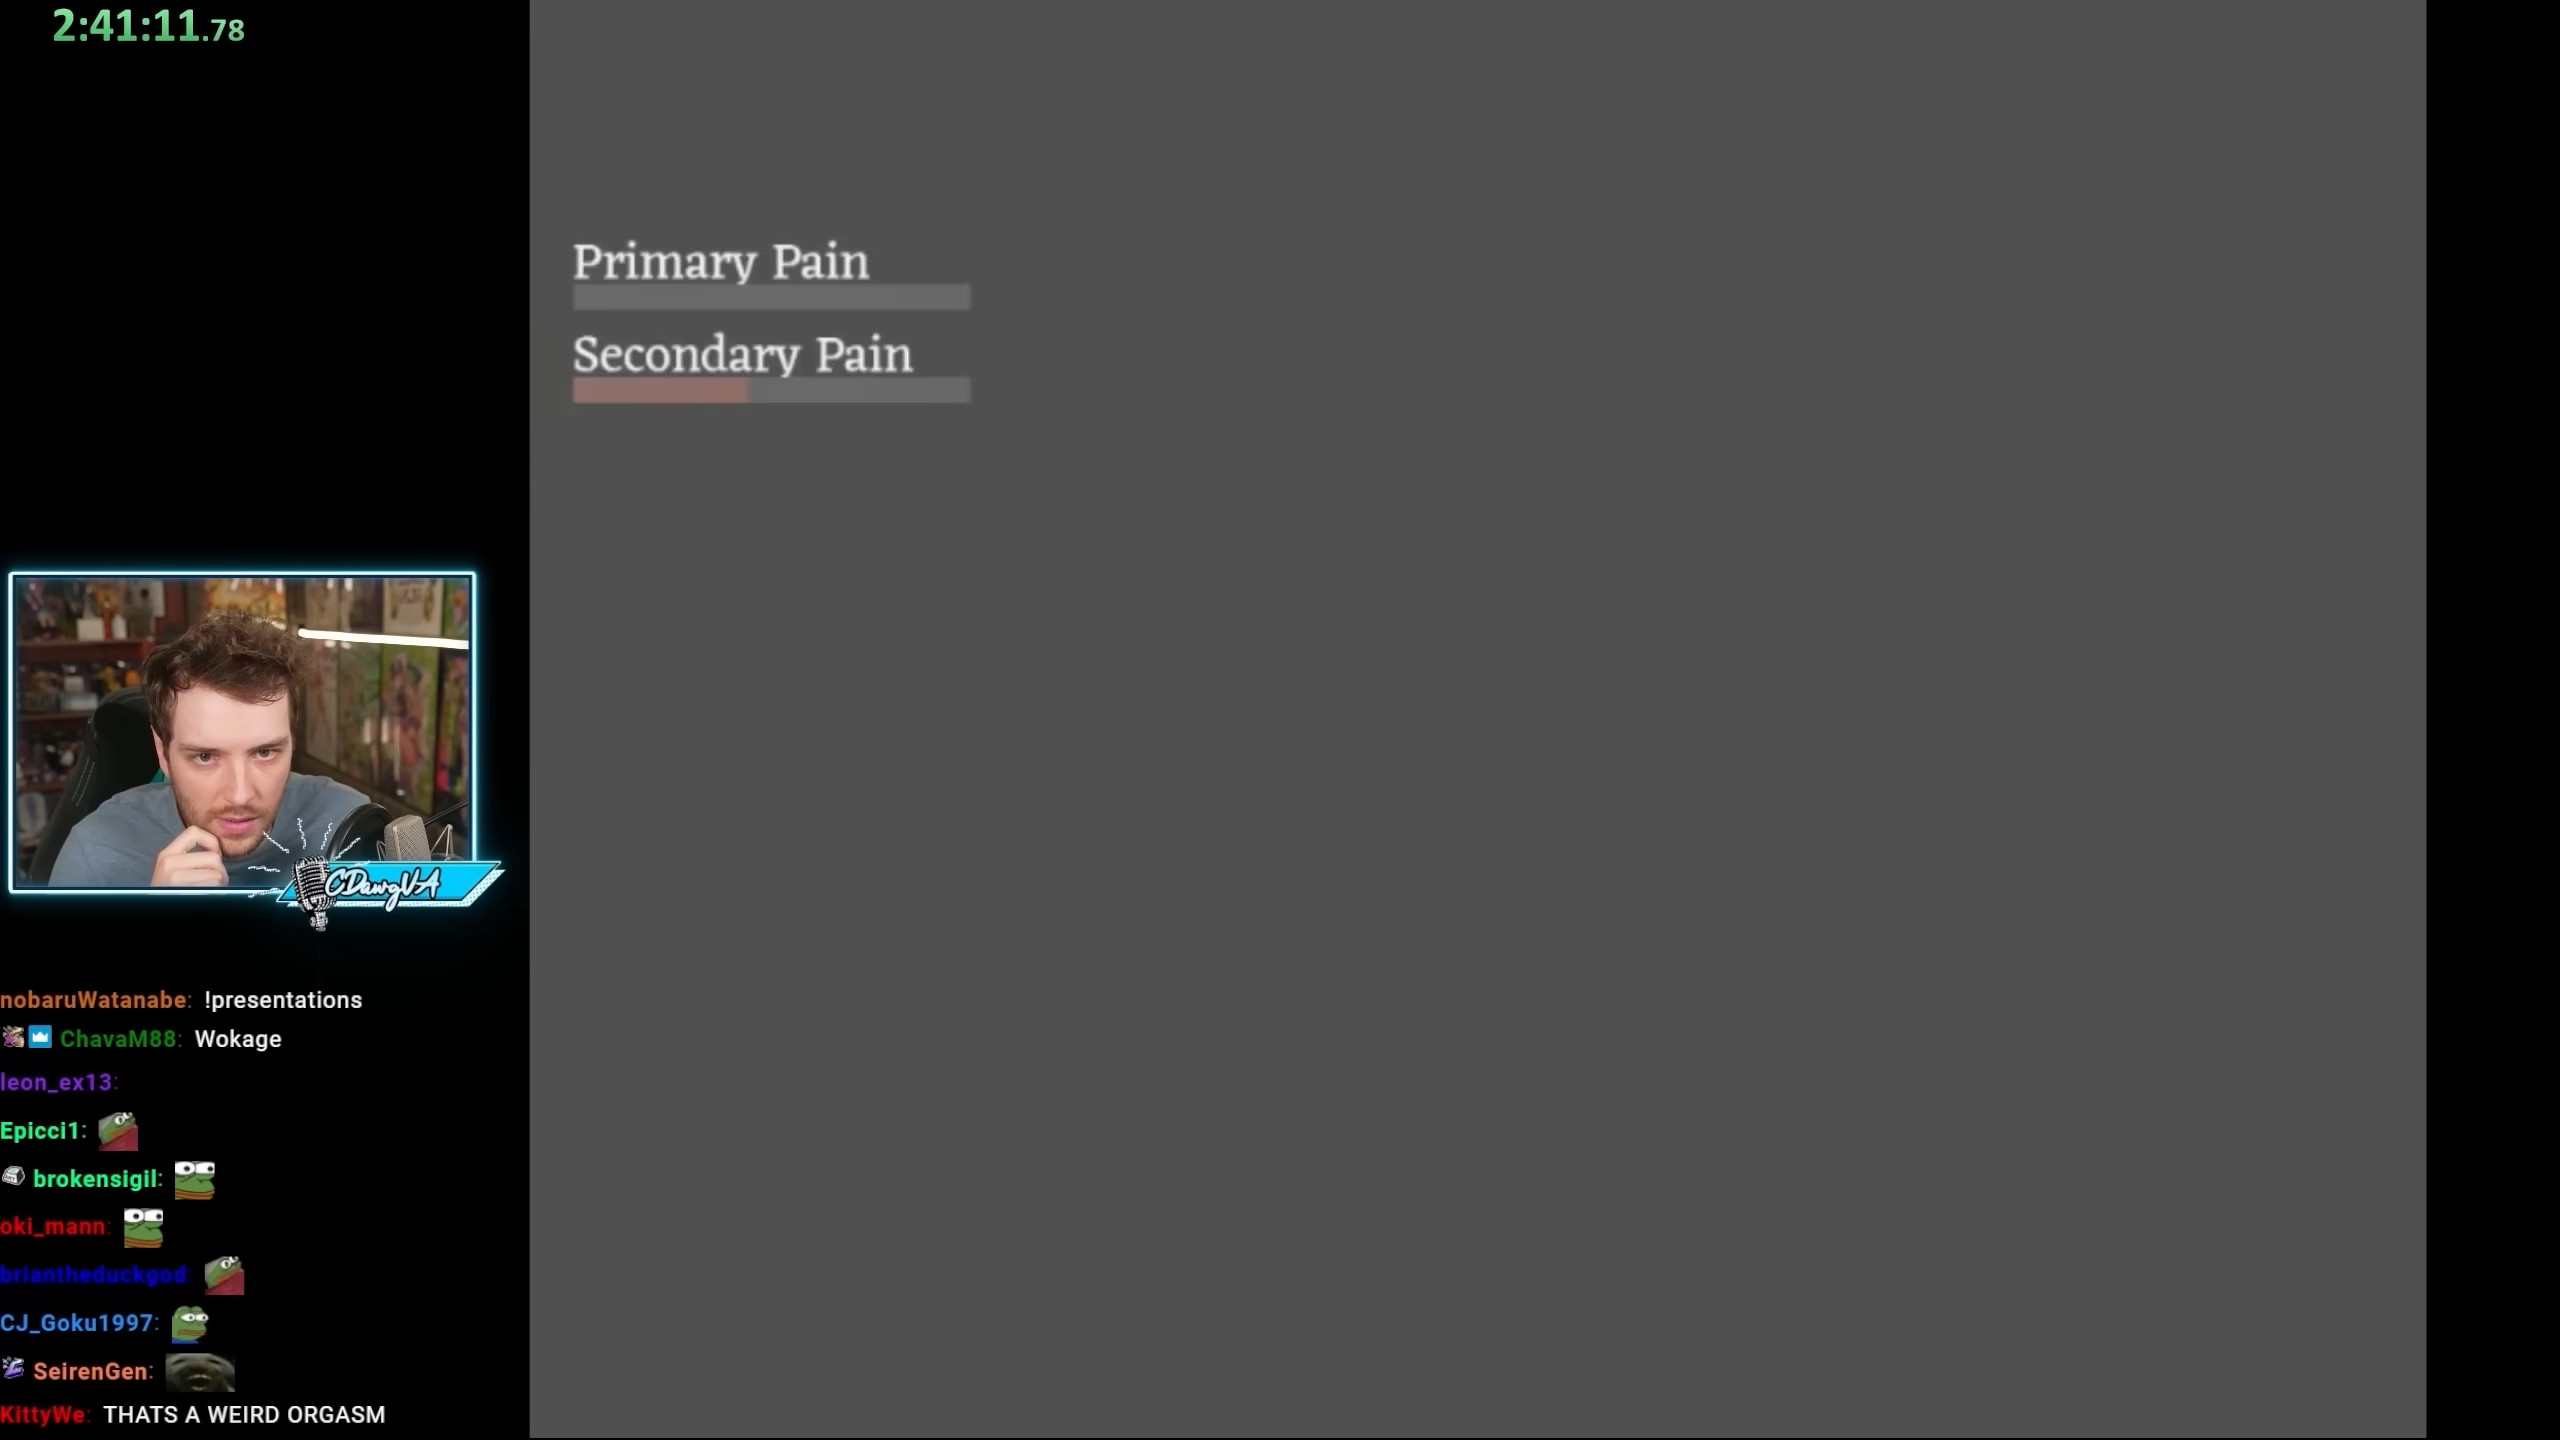 2:41:11.78
Primary Pain
Secondary Pain
CDawgVA
nobaruWatanabe: !presentations
ChavaM88: Wokage
leon_ex13:
Epicci1:
brokensigil:
oki_mann:
briantheduckgod:
CJ_Goku1997:
SeirenGen:
KittyWe: THATS A WEIRD ORGASM